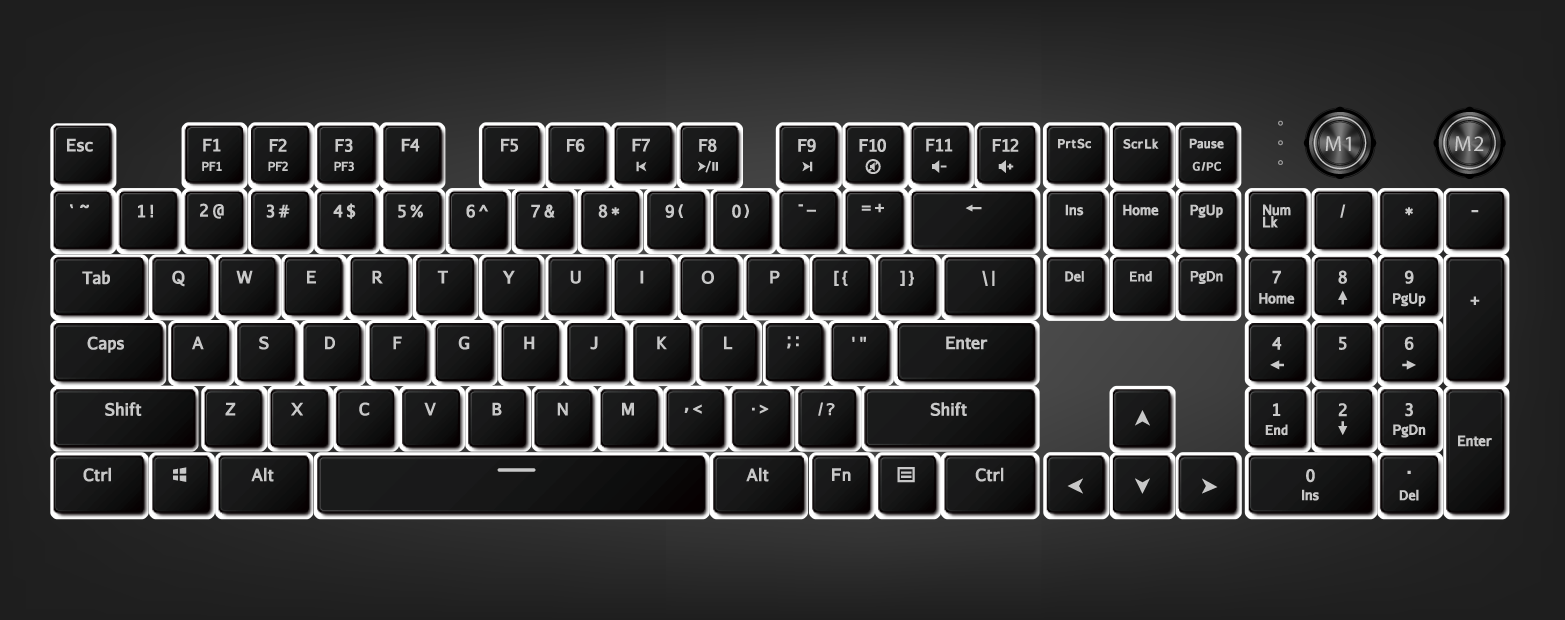 Esc F1 F2 F3 F4 F5 F6 F7 F8 F9 F10 F11 F12 PrtSc ScrLk Pause M1 M2
PF1 PF2 PF3 G/PC
` ~ 1 ! 2 @ 3 # 4 $ 5 % 6 ^ 7 & 8 * 9 ( 0 ) - _ = + ← Ins Home PgUp Num / * -
Lk
Tab Q W E R T Y U I O P [ { ] } \ | Del End PgDn 7 8 9 +
Home ↑ PgUp
Caps A S D F G H J K L ; : ' " Enter 4 5 6
← →
Shift Z X C V B N M , < . > / ? Shift 1 2 3 Enter
End ↓ PgDn
Ctrl Alt Alt Fn Ctrl 0 .
Ins Del